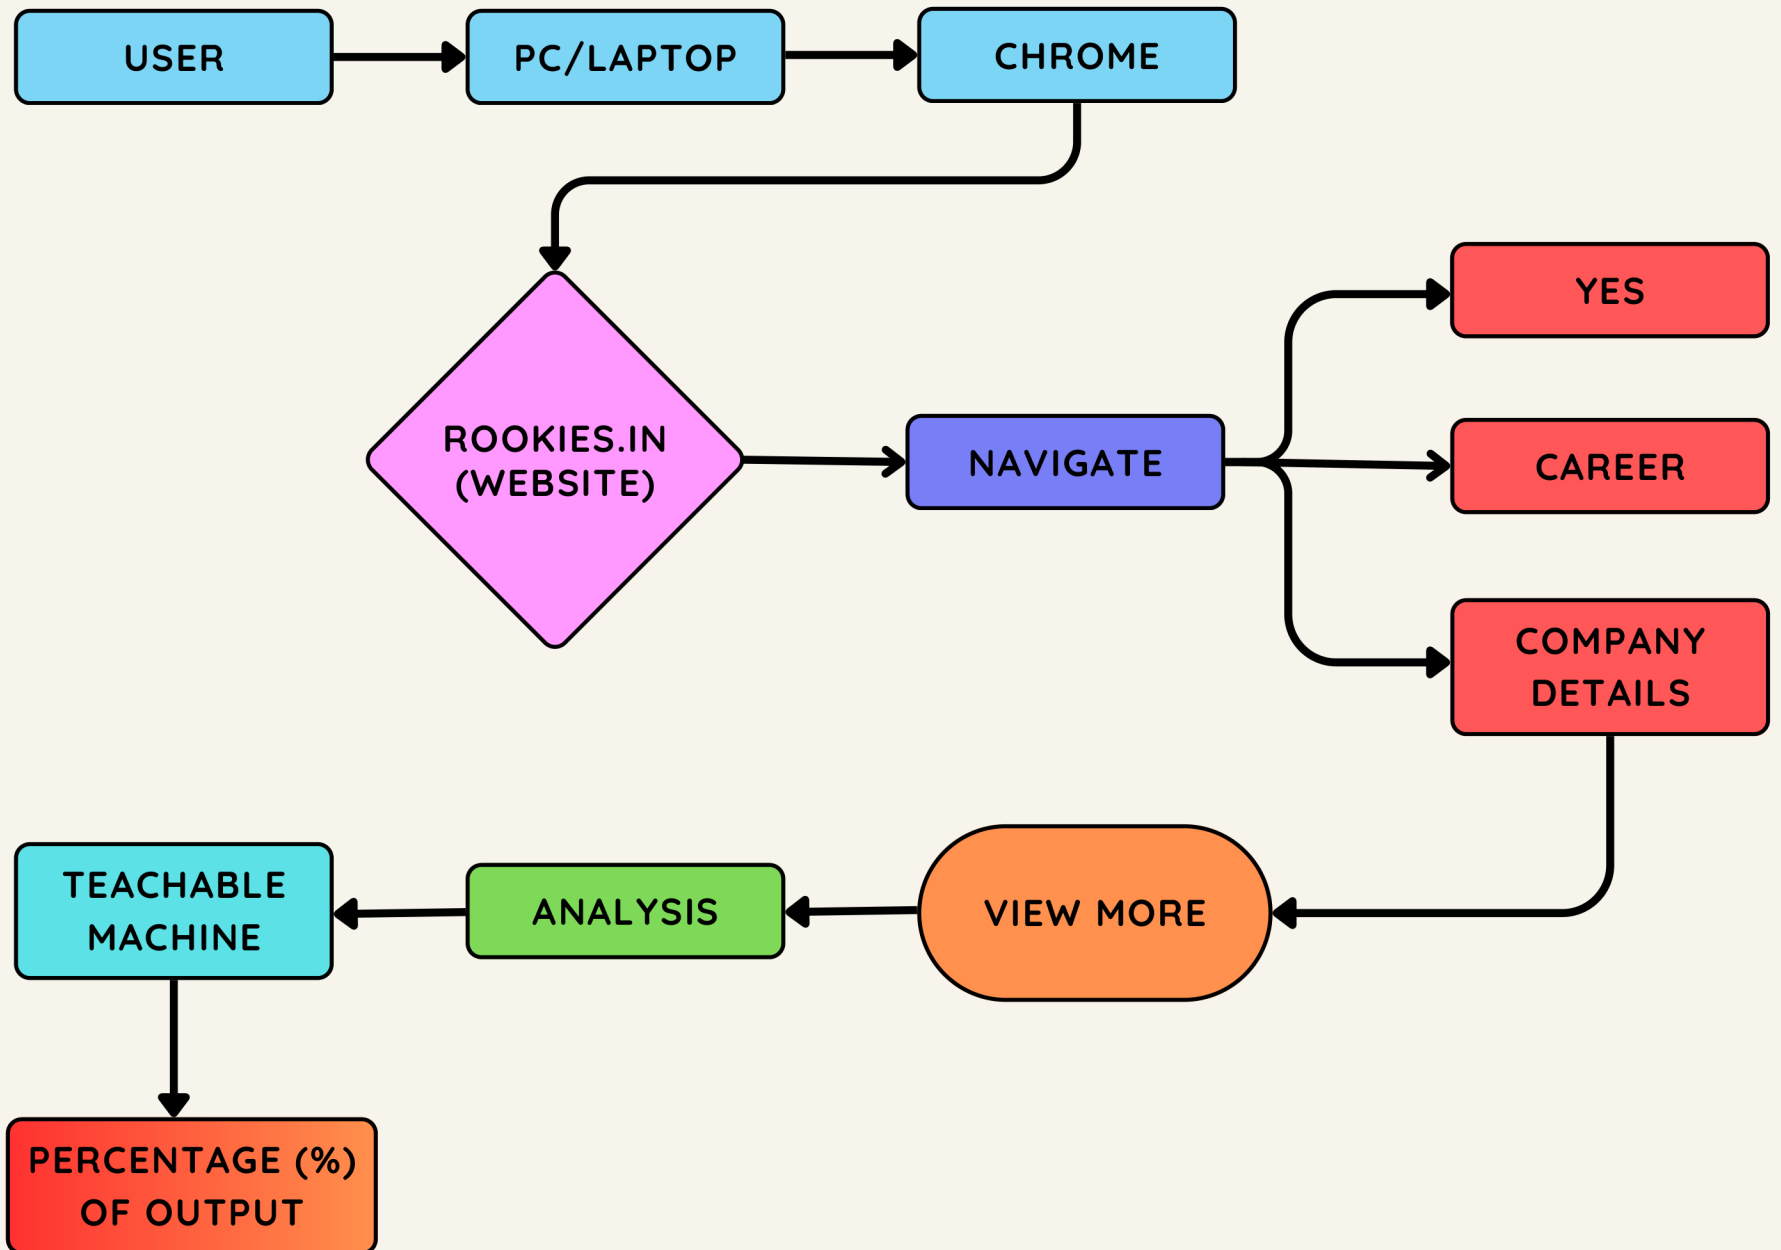 USER
PC/LAPTOP
CHROME
ROOKIES.IN
(WEBSITE)
NAVIGATE
YES
CAREER
COMPANY
DETAILS
VIEW MORE
ANALYSIS
TEACHABLE
MACHINE
PERCENTAGE (%)
OF OUTPUT